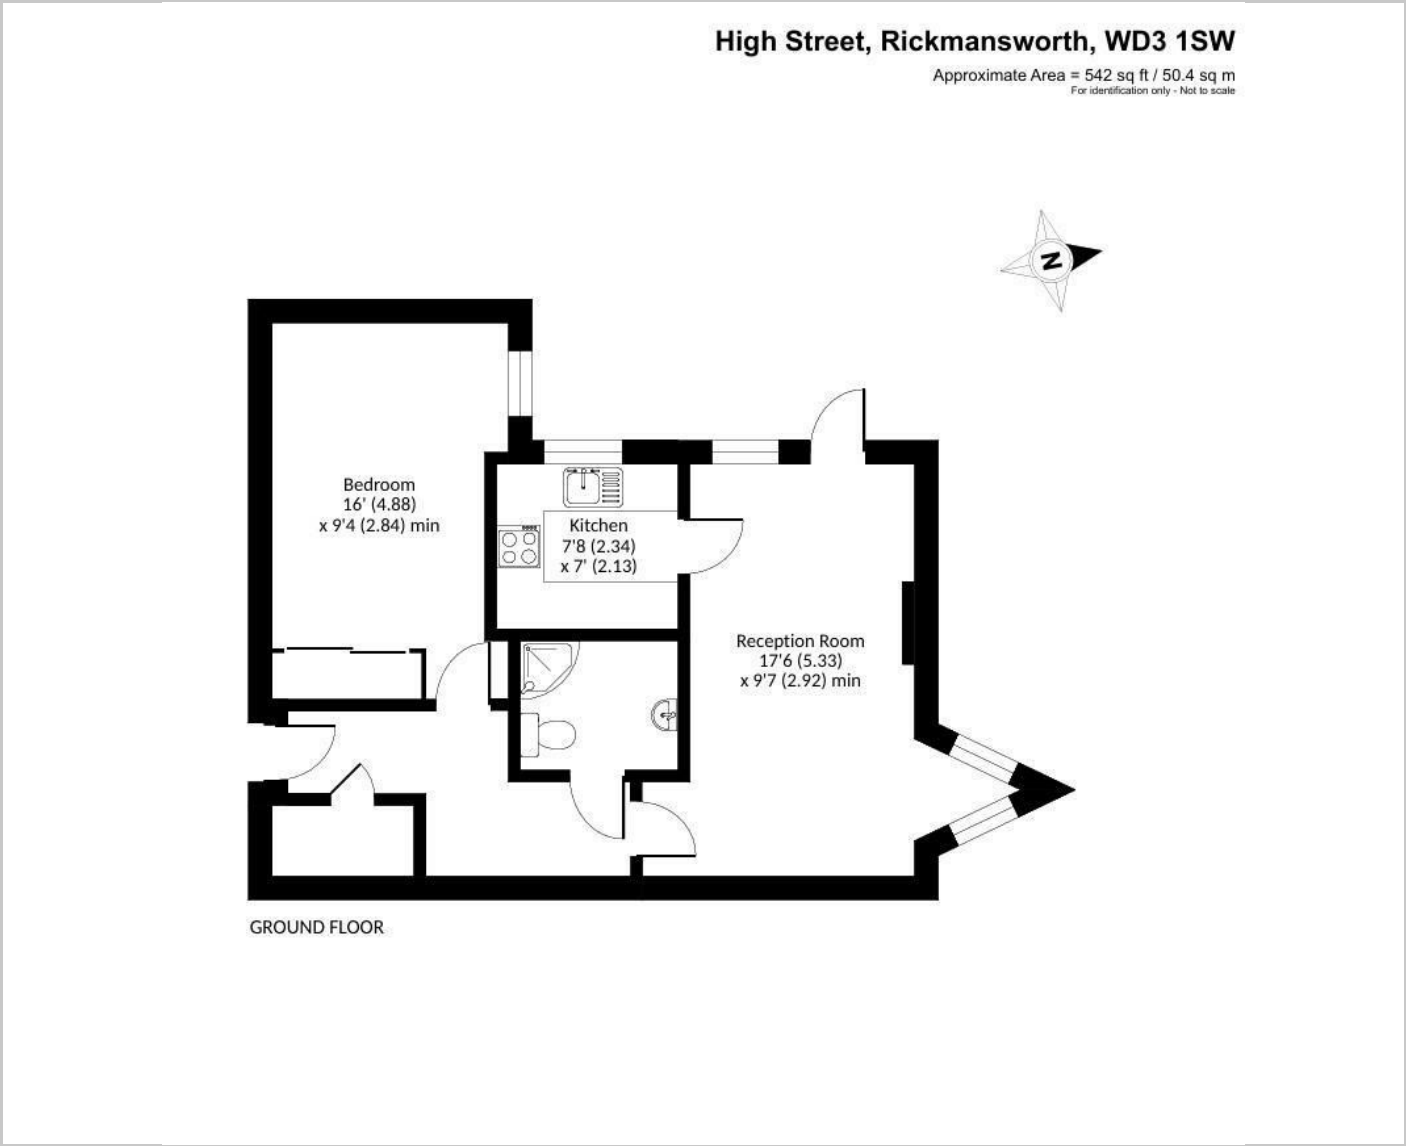 High Street, Rickmansworth, WD3 1SW
Approximate Area = 542 sq ft / 50.4 sq m
For identification only - Not to scale
N
Bedroom
16' (4.88)
x 9'4 (2.84) min
Kitchen
7'8 (2.34)
x 7' (2.13)
Reception Room
17'6 (5.33)
x 9'7 (2.92) min
GROUND FLOOR